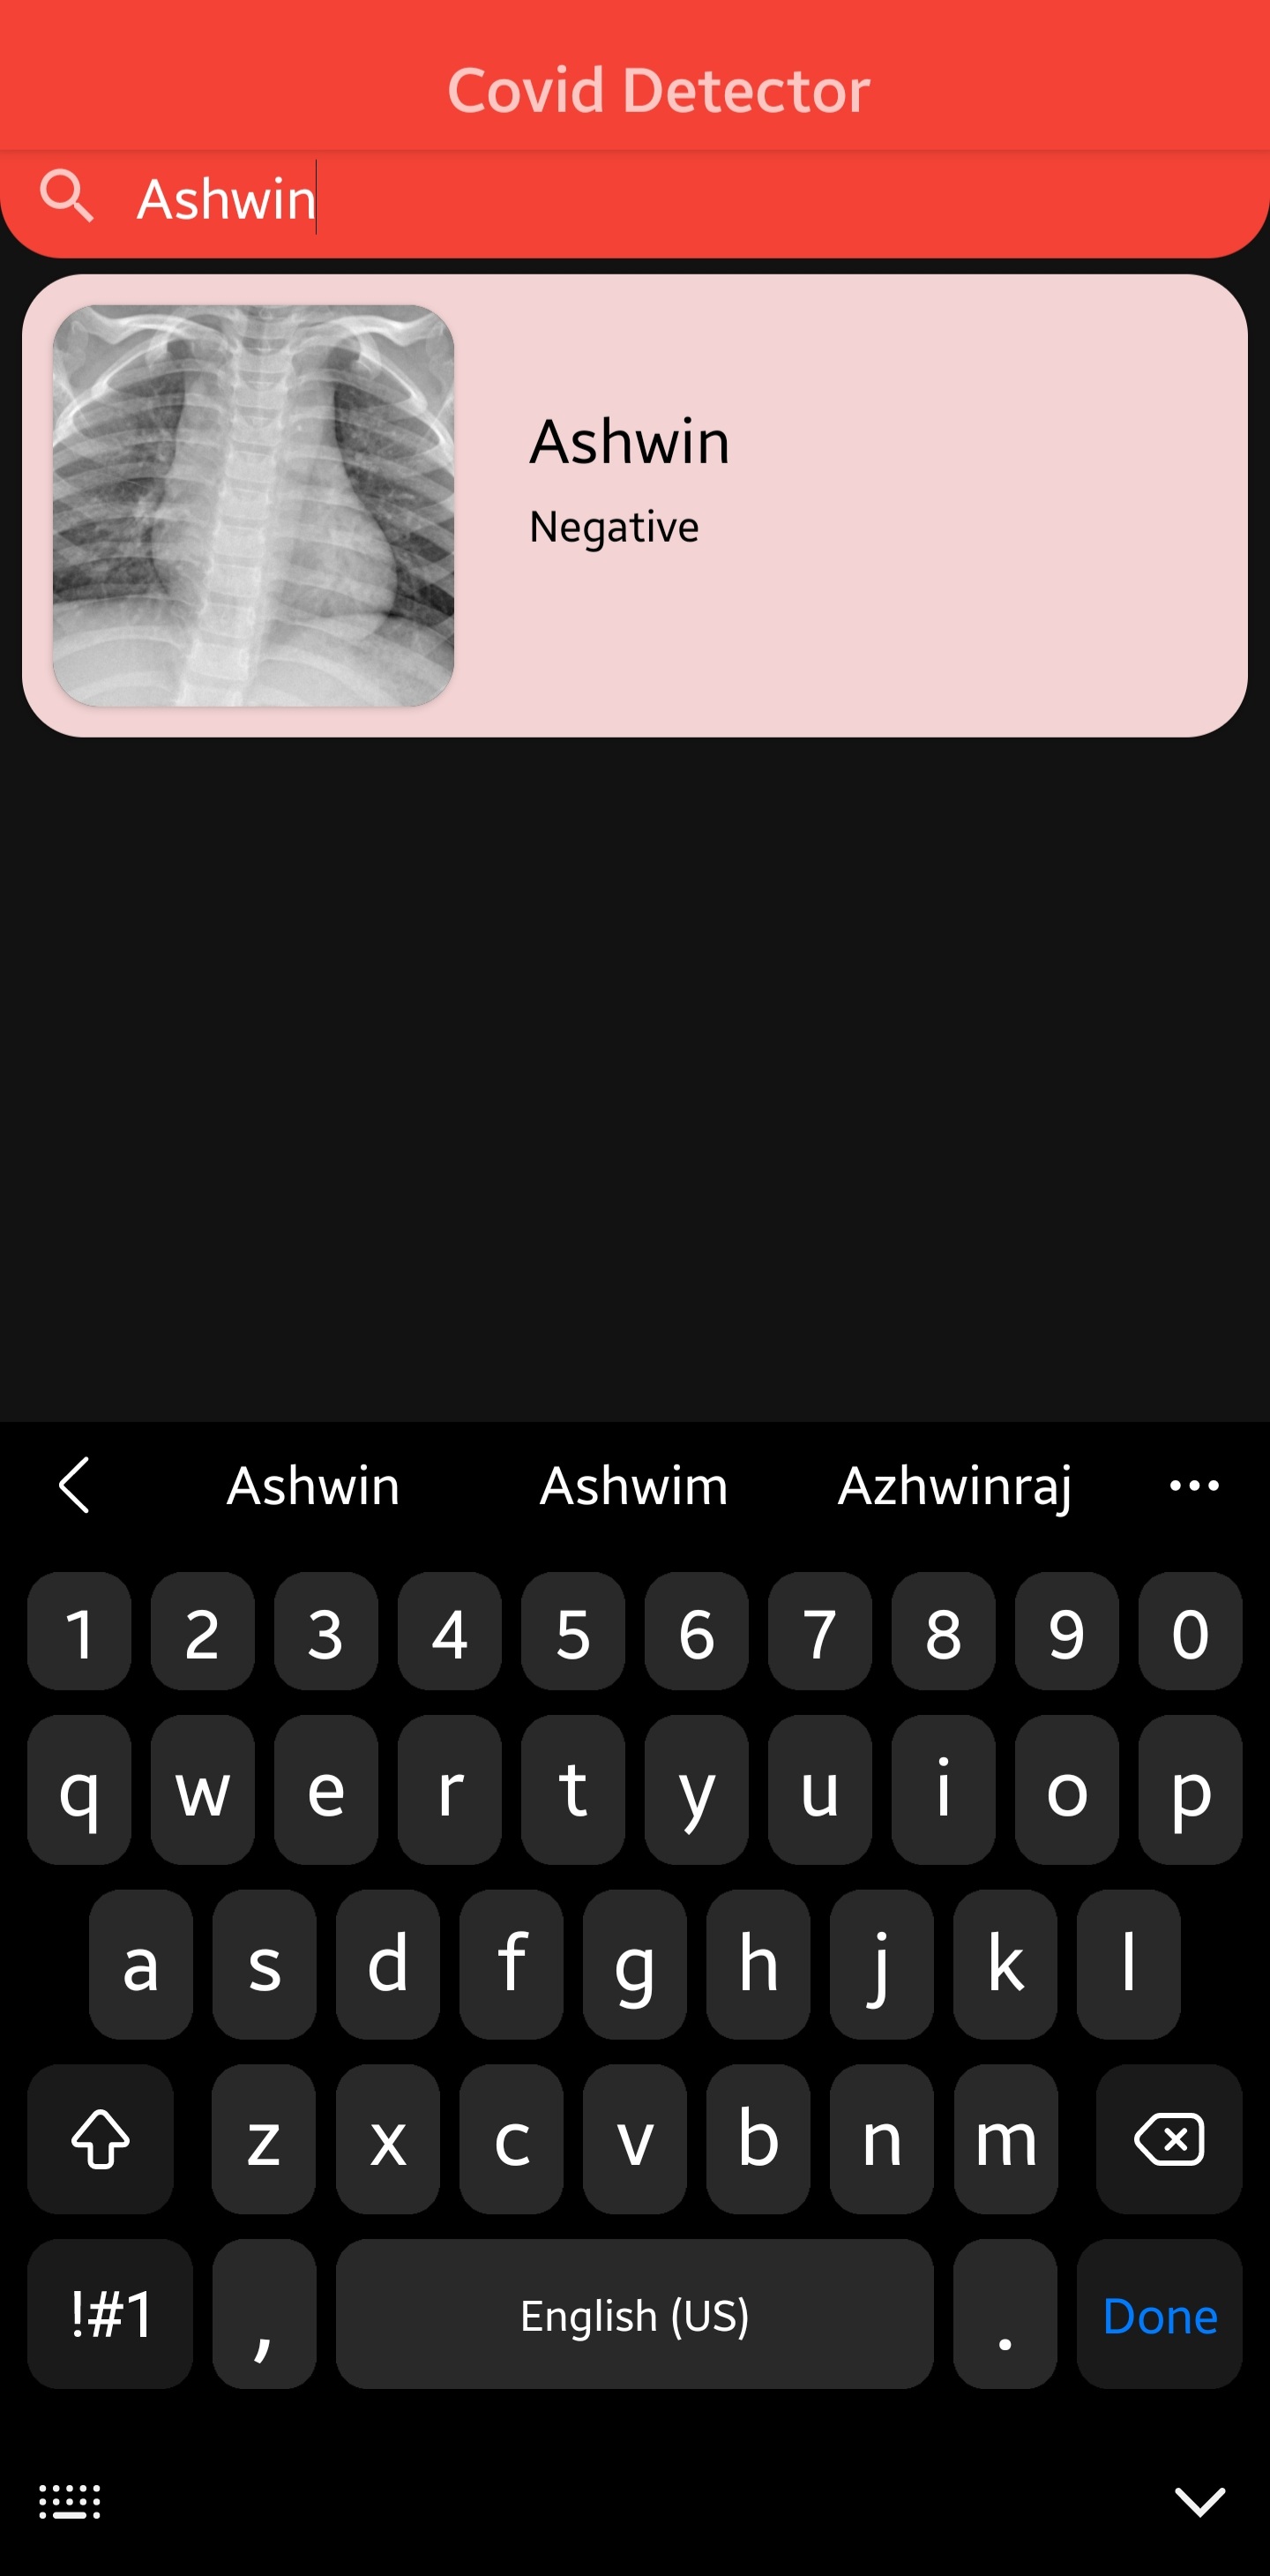 Covid Detector
Ashwin
Ashwin
Negative
Ashwin Ashwim Azhwinraj ...
1 2 3 4 5 6 7 8 9 0
q w e r t y u i o p
a s d f g h j k l
z x c v b n m
!#1 , English (US) . Done